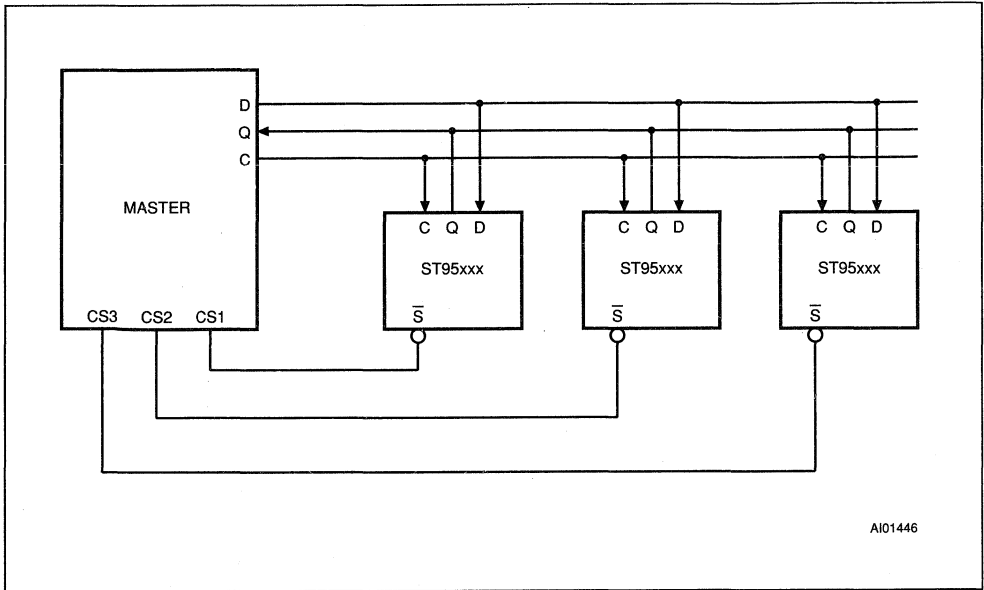 D
Q
C
MASTER
CS3 CS2 CS1
C Q D
ST95xxx
S̅
C Q D
ST95xxx
S̅
C Q D
ST95xxx
S̅
AI01446